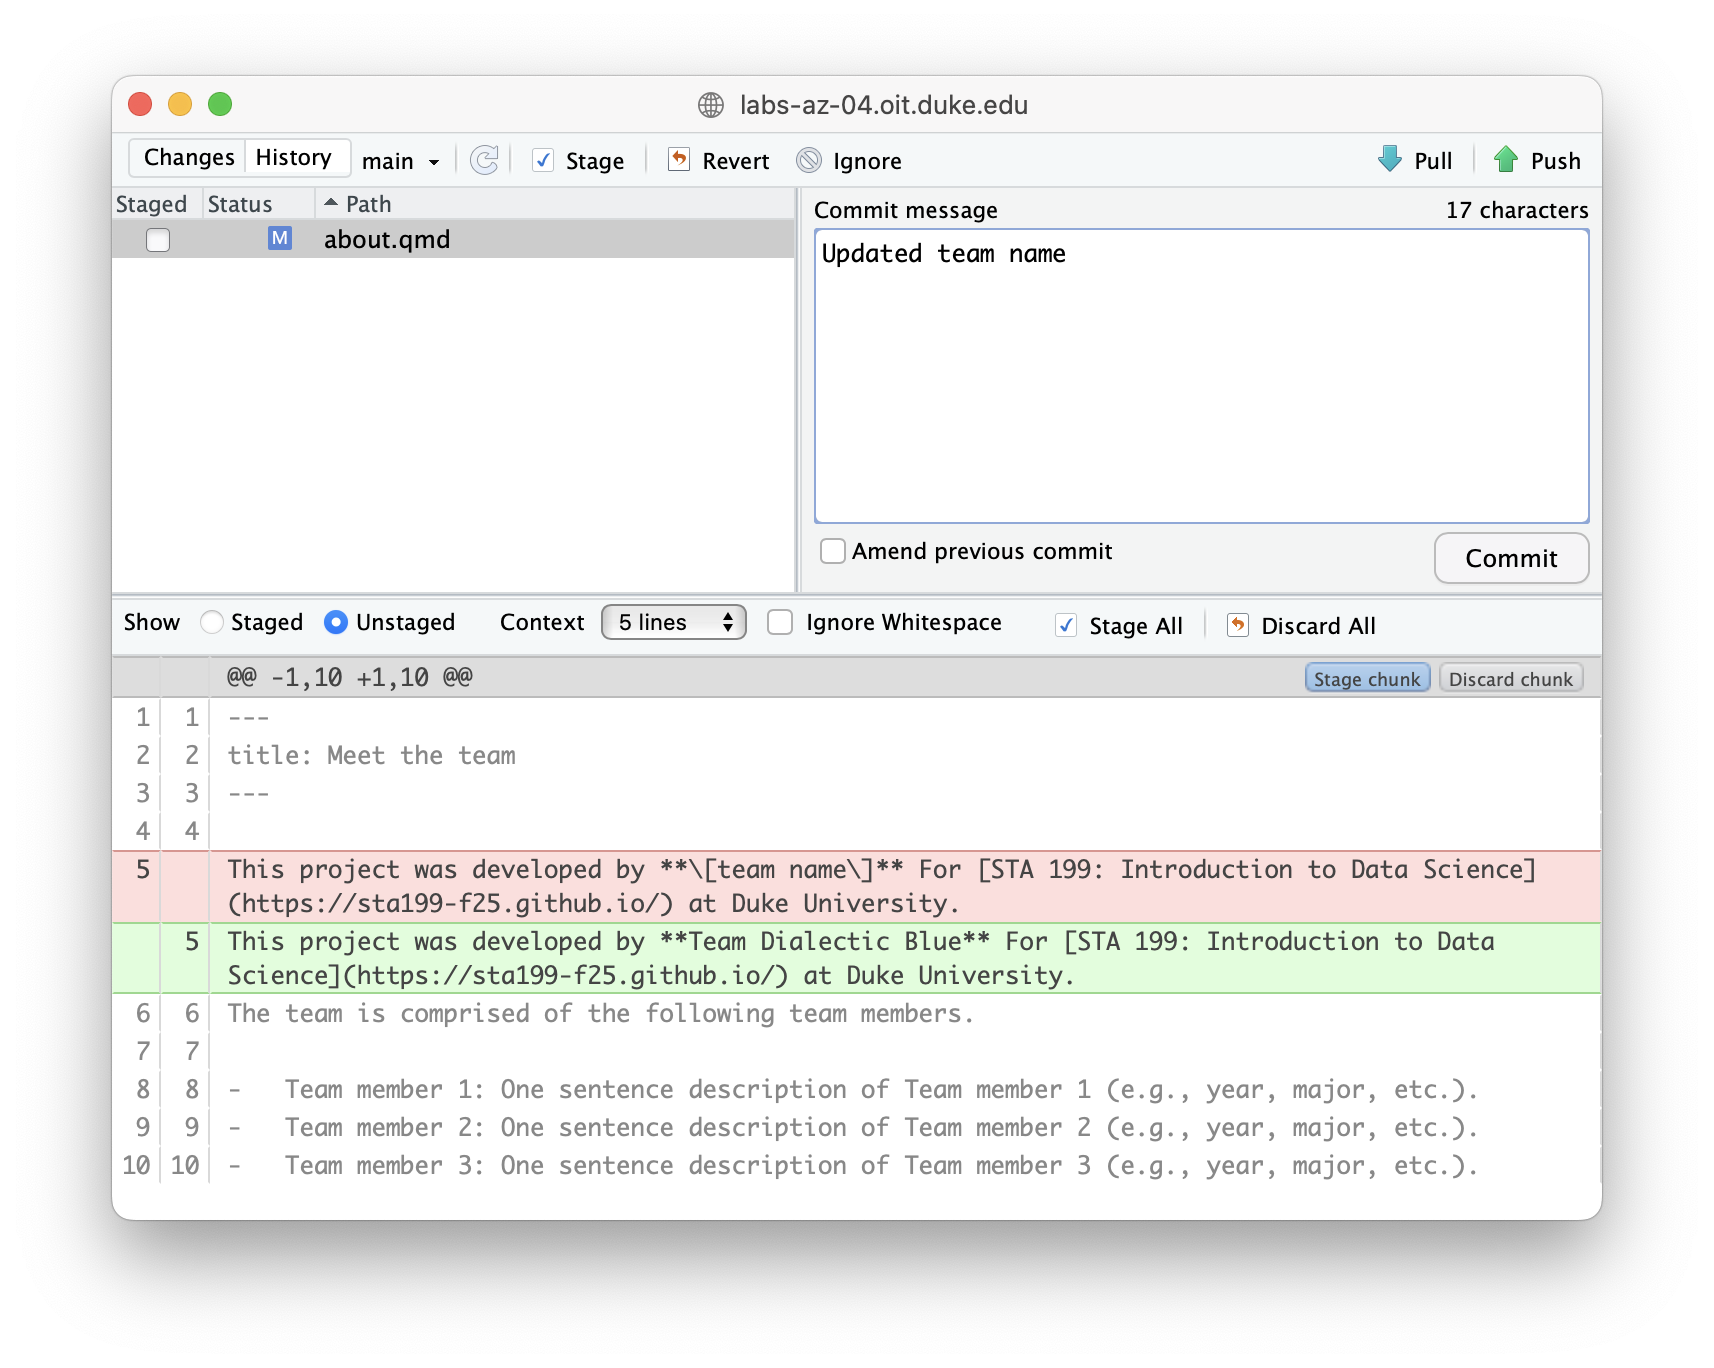 labs-az-04.oit.duke.edu
Changes History main Stage Revert Ignore Pull Push
Staged Status Path
M about.qmd
Commit message 17 characters
Updated team name
Amend previous commit Commit
Show Staged Unstaged Context 5 lines Ignore Whitespace Stage All Discard All
@@ -1,10 +1,10 @@ Stage chunk Discard chunk
1 1 ---
2 2 title: Meet the team
3 3 ---
4 4
5 This project was developed by **\[team name\]** For [STA 199: Introduction to Data Science]
(https://sta199-f25.github.io/) at Duke University.
5 This project was developed by **Team Dialectic Blue** For [STA 199: Introduction to Data
Science](https://sta199-f25.github.io/) at Duke University.
6 6 The team is comprised of the following team members.
7 7
8 8 - Team member 1: One sentence description of Team member 1 (e.g., year, major, etc.).
9 9 - Team member 2: One sentence description of Team member 2 (e.g., year, major, etc.).
10 10 - Team member 3: One sentence description of Team member 3 (e.g., year, major, etc.).